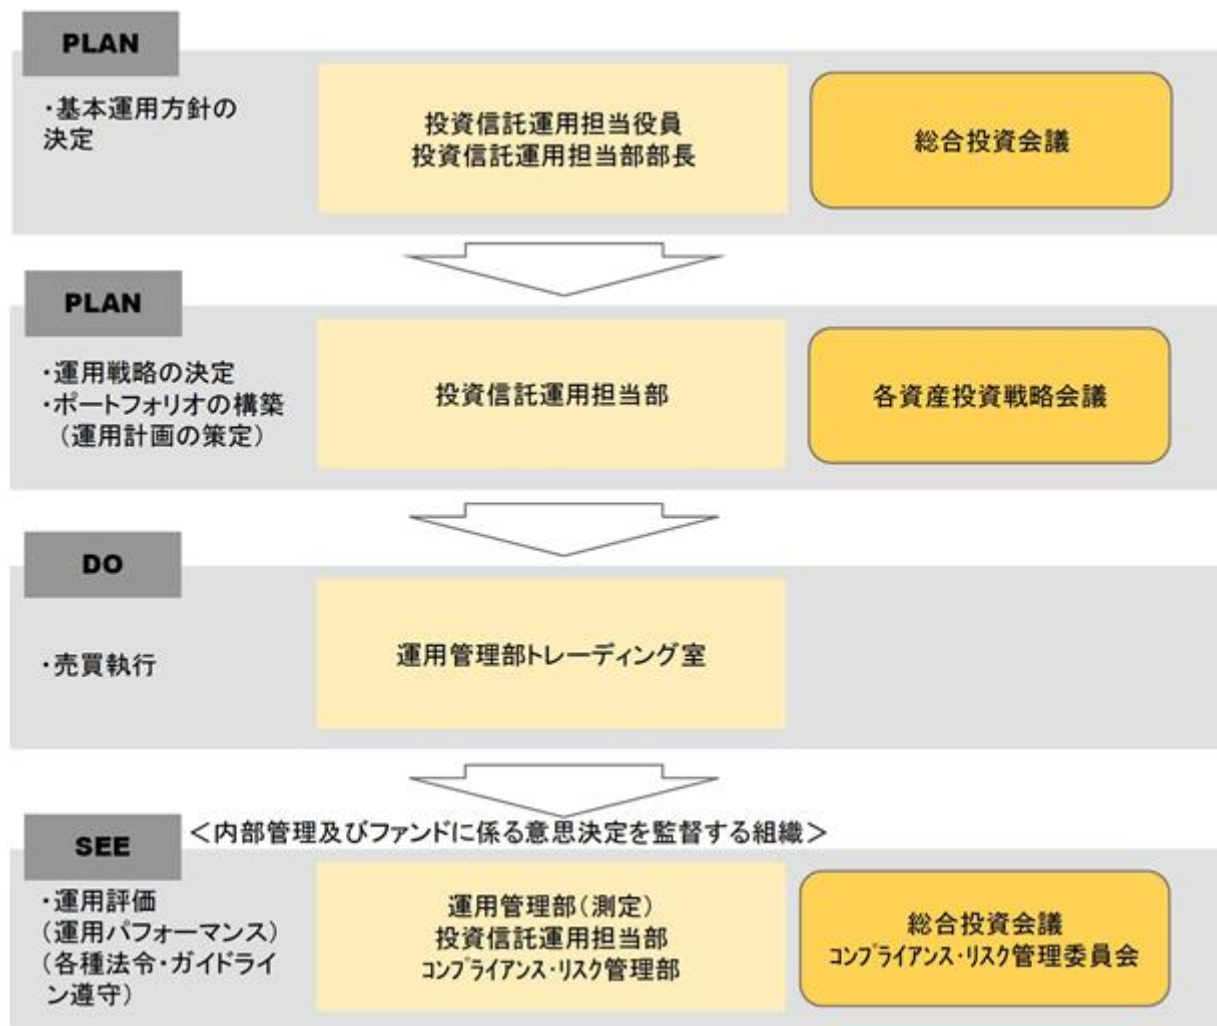 PLAN
・基本運用方針の
決定
投資信託運用担当役員
投資信託運用担当部部長
総合投資会議
PLAN
・運用戦略の決定
・ポートフォリオの構築
（運用計画の策定）
投資信託運用担当部
各資産投資戦略会議
DO
・売買執行
運用管理部トレーディング室
SEE
＜内部管理及びファンドに係る意思決定を監督する組織＞
・運用評価
（運用パフォーマンス）
（各種法令・ガイドライ
ン遵守）
運用管理部（測定）
投資信託運用担当部
ｺﾝﾌﾟﾗｲｱﾝｽ･ﾘｽｸ管理部
総合投資会議
ｺﾝﾌﾟﾗｲｱﾝｽ･ﾘｽｸ管理委員会